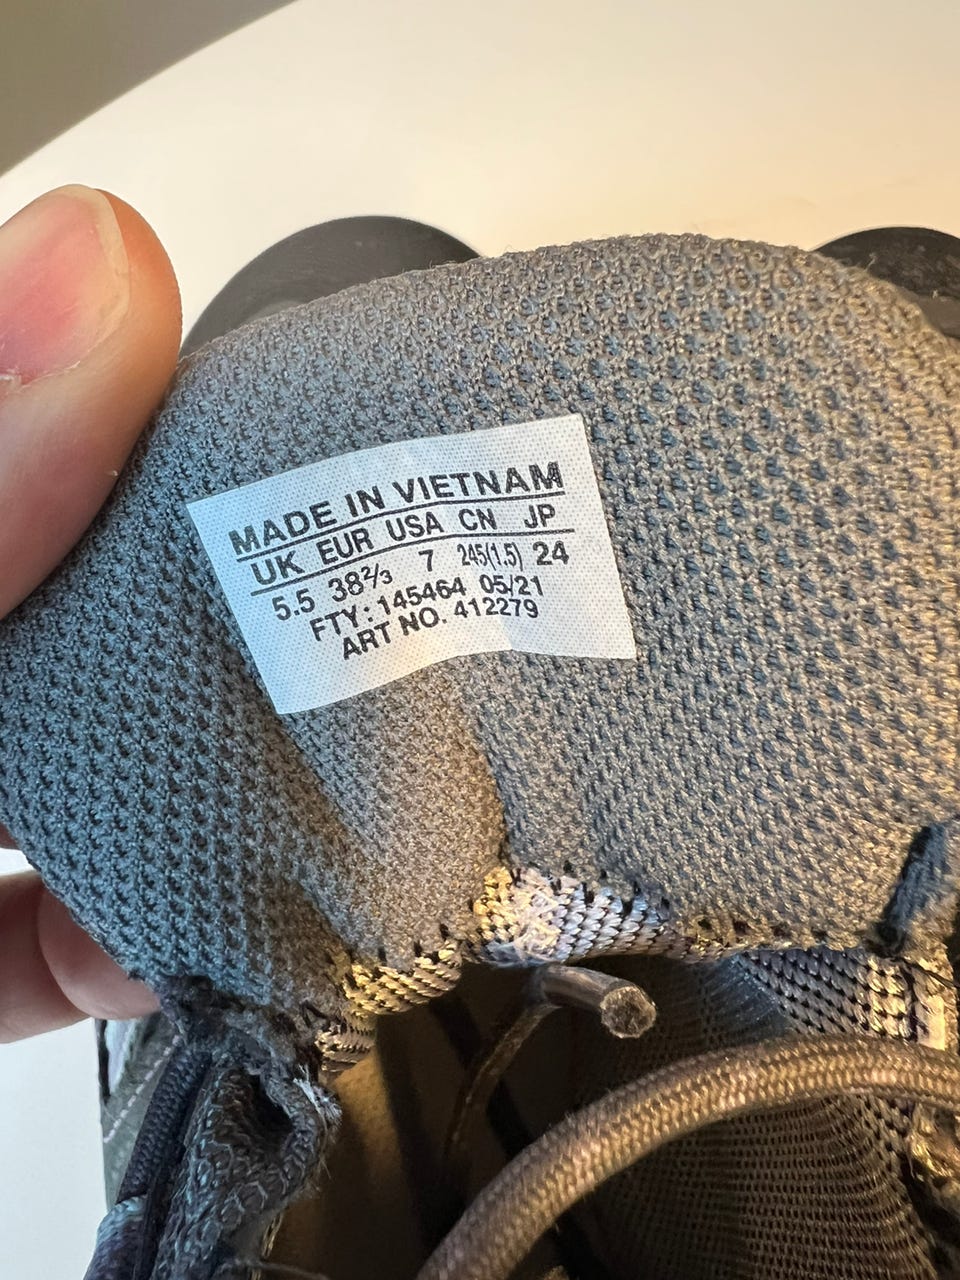 MADE IN VIETNAM
UK EUR USA CN JP
5.5 38⅔ 7 245(1.5) 24
FTY: 145464 05/21
ART NO. 412279